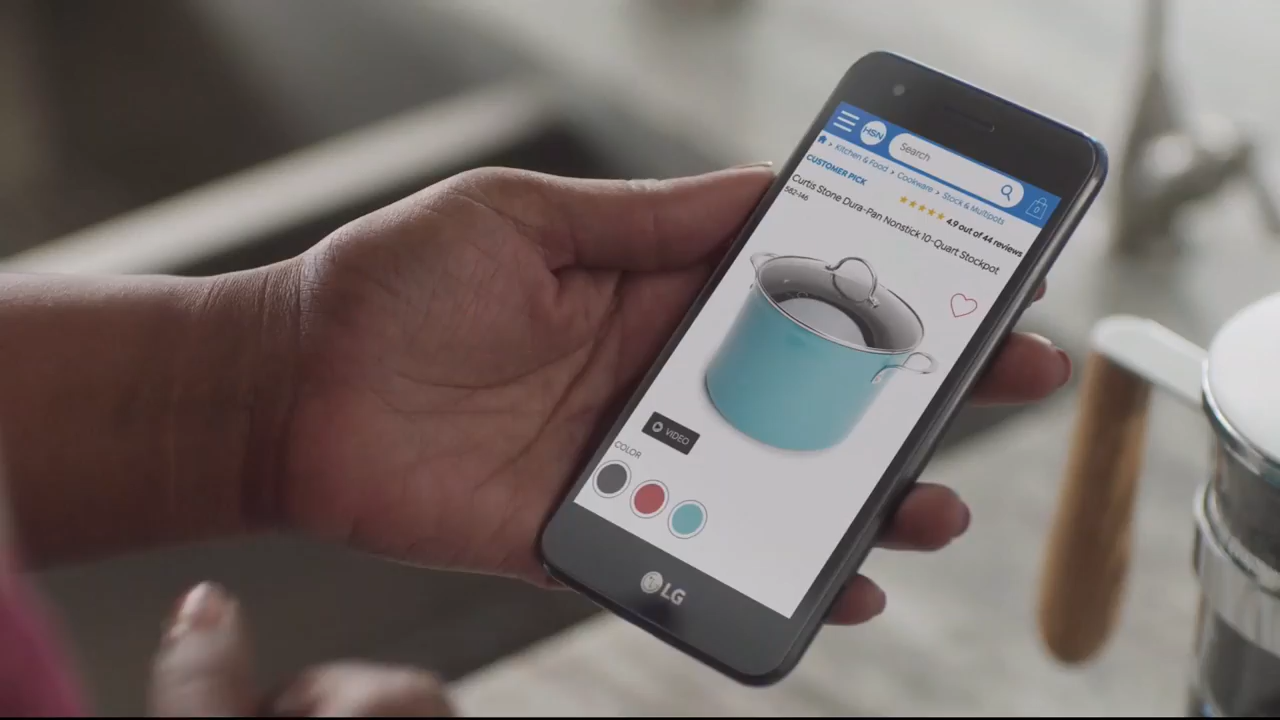 HSN
Search
Kitchen & Food > Cookware > Stock & Multipots
CUSTOMER PICK
4.9 out of 44 reviews
Curtis Stone Dura-Pan Nonstick 10-Quart Stockpot
582-146
VIDEO
COLOR
LG